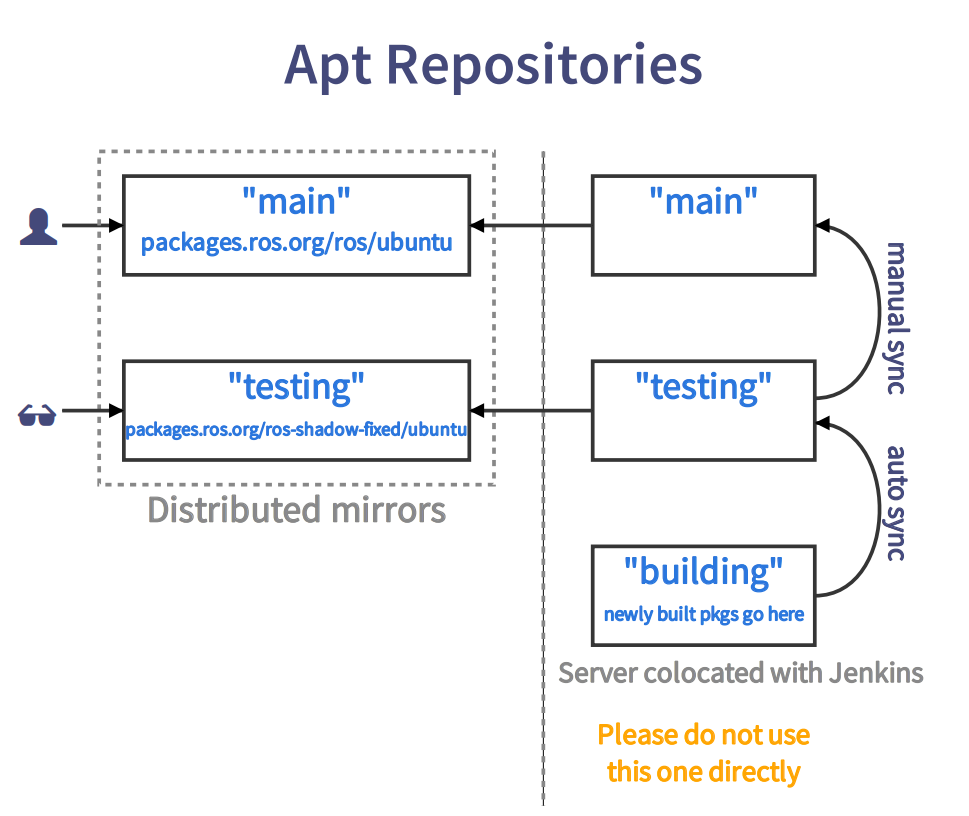 Apt Repositories
"main"
packages.ros.org/ros/ubuntu
"testing"
packages.ros.org/ros-shadow-fixed/ubuntu
Distributed mirrors
"main"
"testing"
"building"
newly built pkgs go here
manual sync
auto sync
Server colocated with Jenkins
Please do not use
this one directly